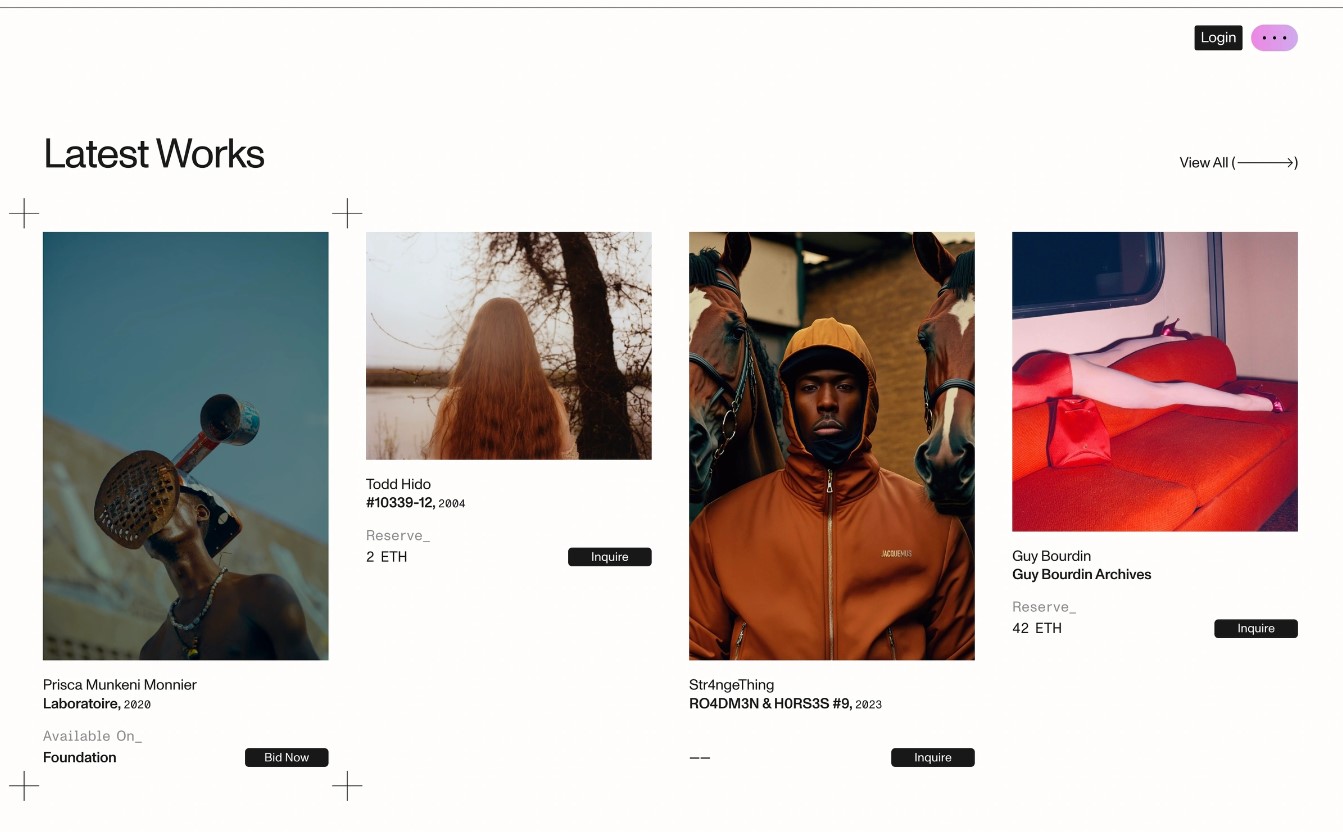 Login
Latest Works
View All (⟶)
Prisca Munkeni Monnier
Laboratoire, 2020
Available On_
Foundation
Bid Now
Todd Hido
#10339-12, 2004
Reserve_
2 ETH
Inquire
JACQUEMUS
Str4ngeThing
RO4DM3N & H0RS3S #9, 2023
——
Inquire
Guy Bourdin
Guy Bourdin Archives
Reserve_
42 ETH
Inquire